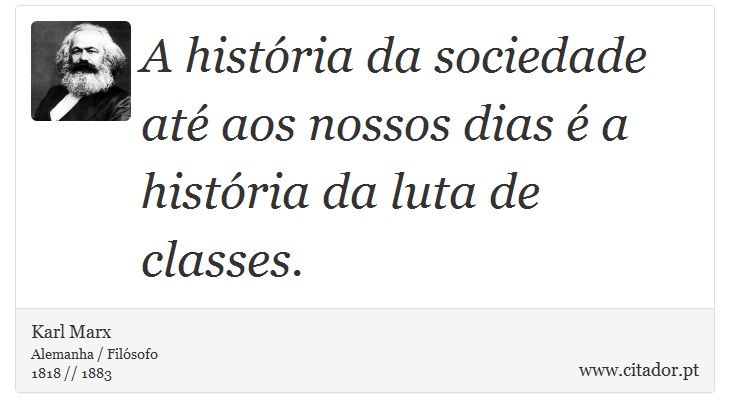 A história da sociedade
até aos nossos dias é a
história da luta de
classes.
Karl Marx
Alemanha / Filósofo
1818 // 1883
www.citador.pt